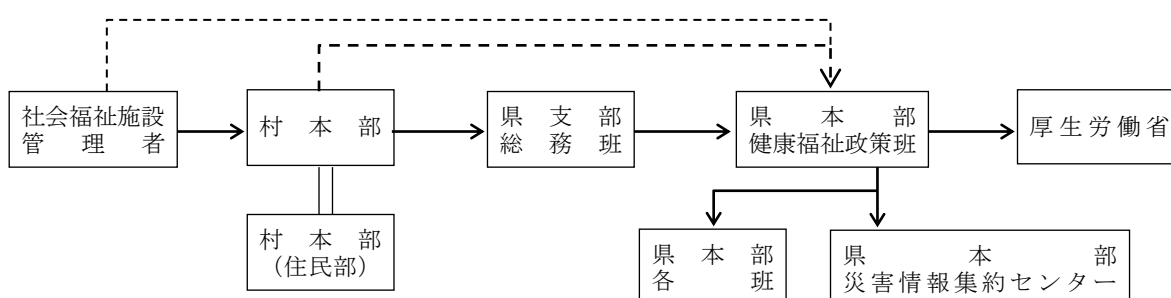 社会福祉施設
管理者
村本部
県支部
総務班
県本部
健康福祉政策班
厚生労働省
村本部
（住民部）
県本部
各班
県本部
災害情報集約センター